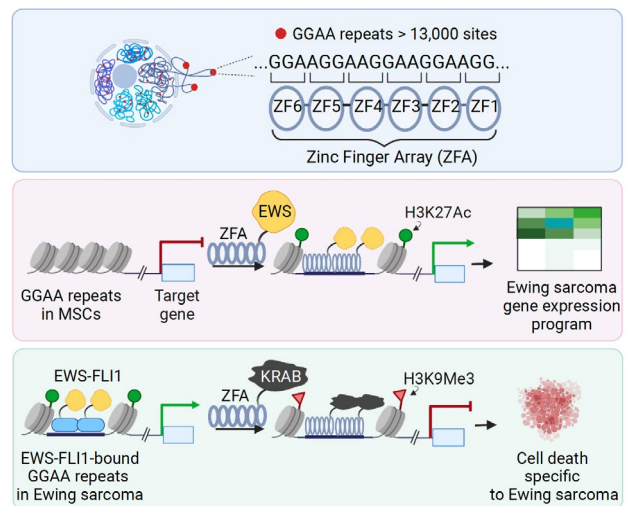 GGAA repeats > 13,000 sites
...GGAAGGAAGGAAGGAAGG...
ZF6 ZF5 ZF4 ZF3 ZF2 ZF1
Zinc Finger Array (ZFA)
EWS
ZFA
H3K27Ac
GGAA repeats
in MSCs
Target
gene
Ewing sarcoma
gene expression
program
EWS-FLI1
KRAB
ZFA
H3K9Me3
EWS-FLI1-bound
GGAA repeats
in Ewing sarcoma
Cell death
specific
to Ewing sarcoma